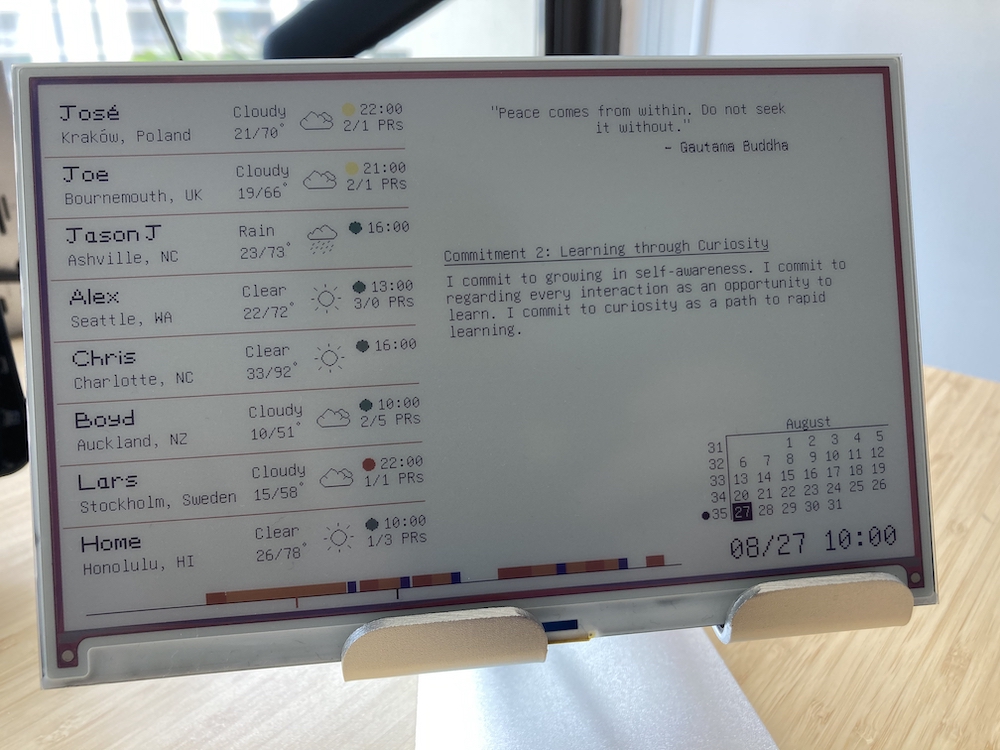 José
Kraków, Poland
Cloudy
21/70°
22:00
2/1 PRs
Joe
Bournemouth, UK
Cloudy
19/66°
21:00
2/1 PRs
Jason J
Ashville, NC
Rain
23/73°
16:00
Alex
Seattle, WA
Clear
22/72°
13:00
3/0 PRs
Chris
Charlotte, NC
Clear
33/92°
16:00
Boyd
Auckland, NZ
Cloudy
10/51°
10:00
2/5 PRs
Lars
Stockholm, Sweden
Cloudy
15/58°
22:00
1/1 PRs
Home
Honolulu, HI
Clear
26/78°
10:00
1/3 PRs
"Peace comes from within. Do not seek
it without."
- Gautama Buddha
Commitment 2: Learning through Curiosity
I commit to growing in self-awareness. I commit to
regarding every interaction as an opportunity to
learn. I commit to curiosity as a path to rapid
learning.
August
31 1 2 3 4 5
32 6 7 8 9 10 11 12
33 13 14 15 16 17 18 19
34 20 21 22 23 24 25 26
35 27 28 29 30 31
08/27 10:00